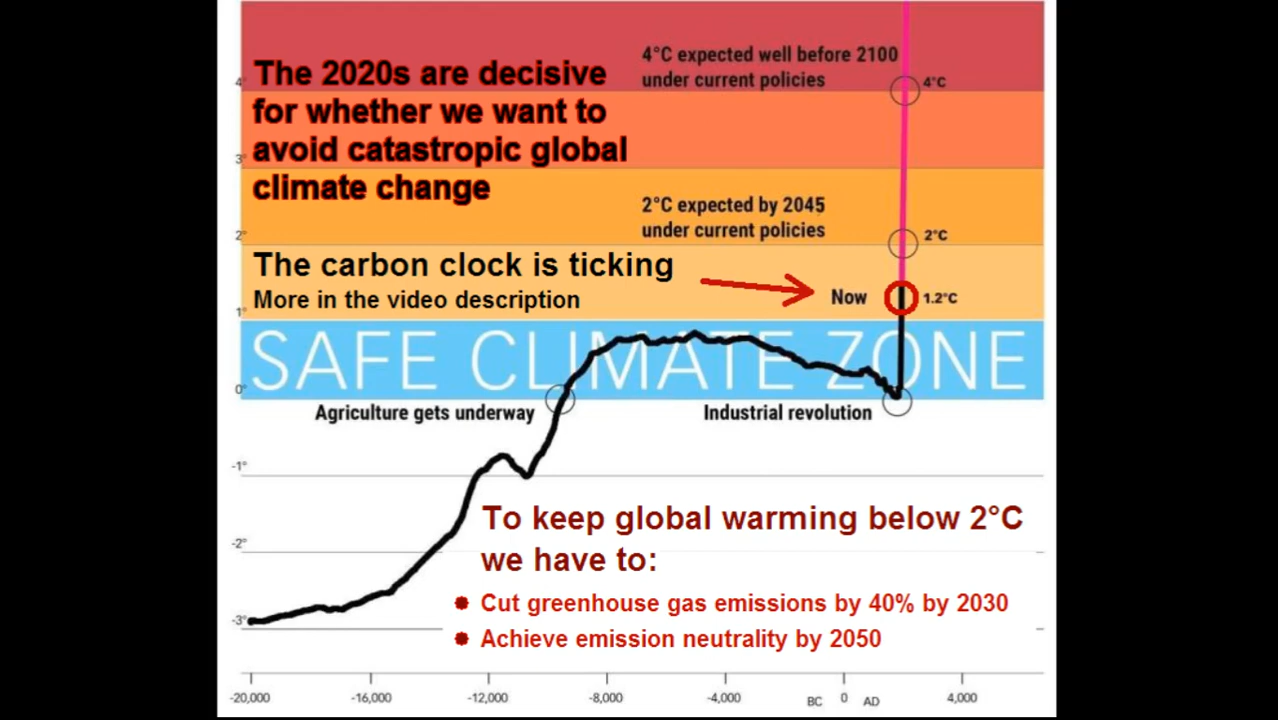 4°C expected well before 2100
under current policies
4°
4°C
The 2020s are decisive
for whether we want to
avoid catastropic global
climate change
3°
2°C expected by 2045
under current policies
2°
2°C
The carbon clock is ticking
More in the video description
Now
1.2°C
1°
SAFE CLIMATE ZONE
0°
Agriculture gets underway
Industrial revolution
-1°
To keep global warming below 2°C
we have to:
-2°
Cut greenhouse gas emissions by 40% by 2030
-3°
Achieve emission neutrality by 2050
-20,000 -16,000 -12,000 -8,000 -4,000 BC 0 AD 4,000